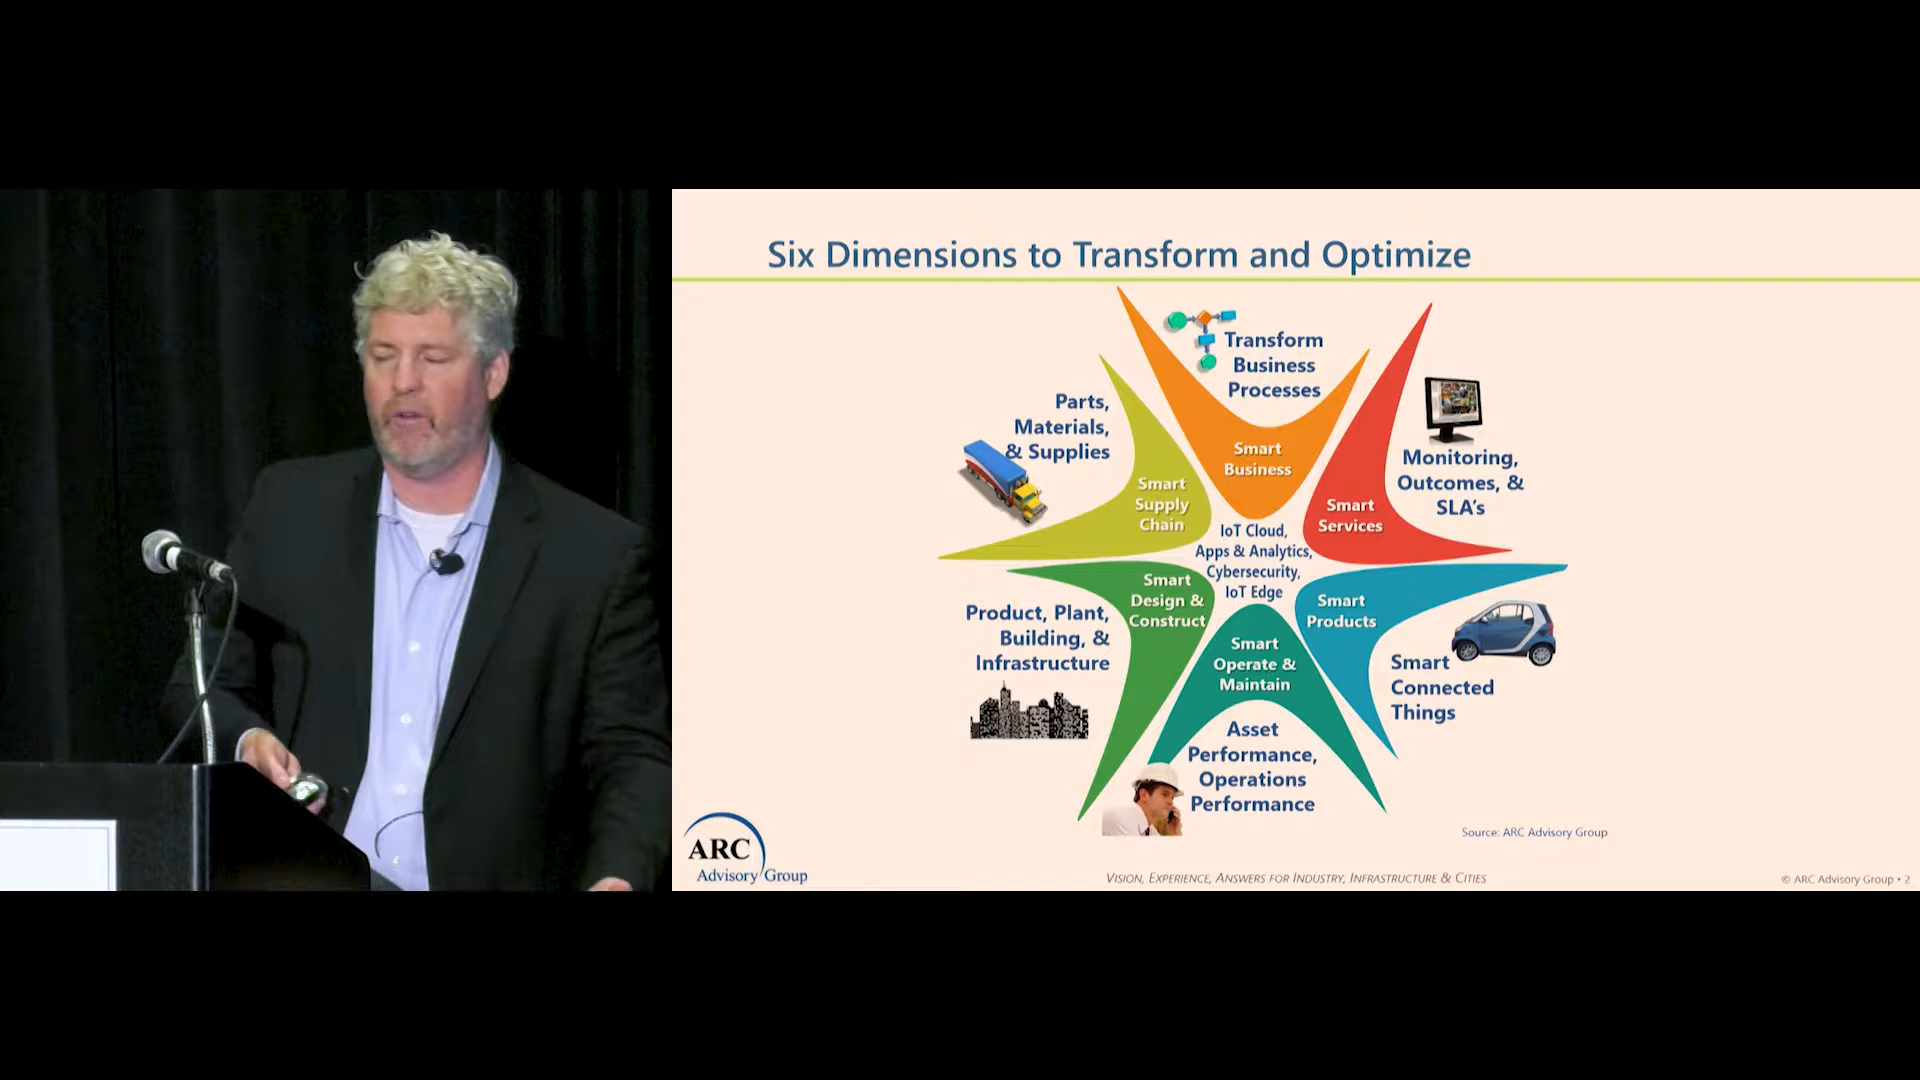 Six Dimensions to Transform and Optimize
Transform
Business
Processes
Parts,
Materials,
& Supplies
Monitoring,
Outcomes, &
SLA's
Smart
Business
Smart
Supply
Chain
Smart
Services
IoT Cloud,
Apps & Analytics,
Cybersecurity,
IoT Edge
Smart
Design &
Construct
Smart
Products
Product, Plant,
Building, &
Infrastructure
Smart
Operate &
Maintain
Smart
Connected
Things
Asset
Performance,
Operations
Performance
Source: ARC Advisory Group
ARC
Advisory Group
VISION, EXPERIENCE, ANSWERS FOR INDUSTRY, INFRASTRUCTURE & CITIES
© ARC Advisory Group • 2